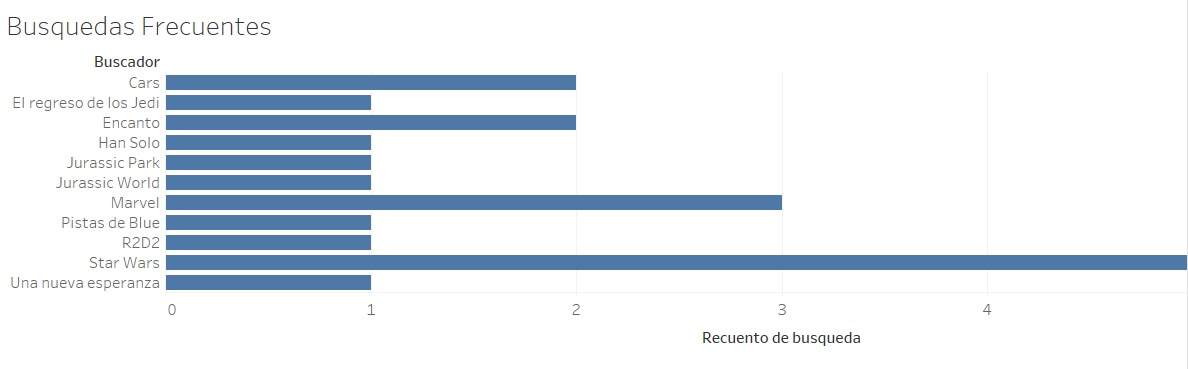 Busquedas Frecuentes
Buscador
Cars
El regreso de los Jedi
Encanto
Han Solo
Jurassic Park
Jurassic World
Marvel
Pistas de Blue
R2D2
Star Wars
Una nueva esperanza
0 1 2 3 4
Recuento de busqueda